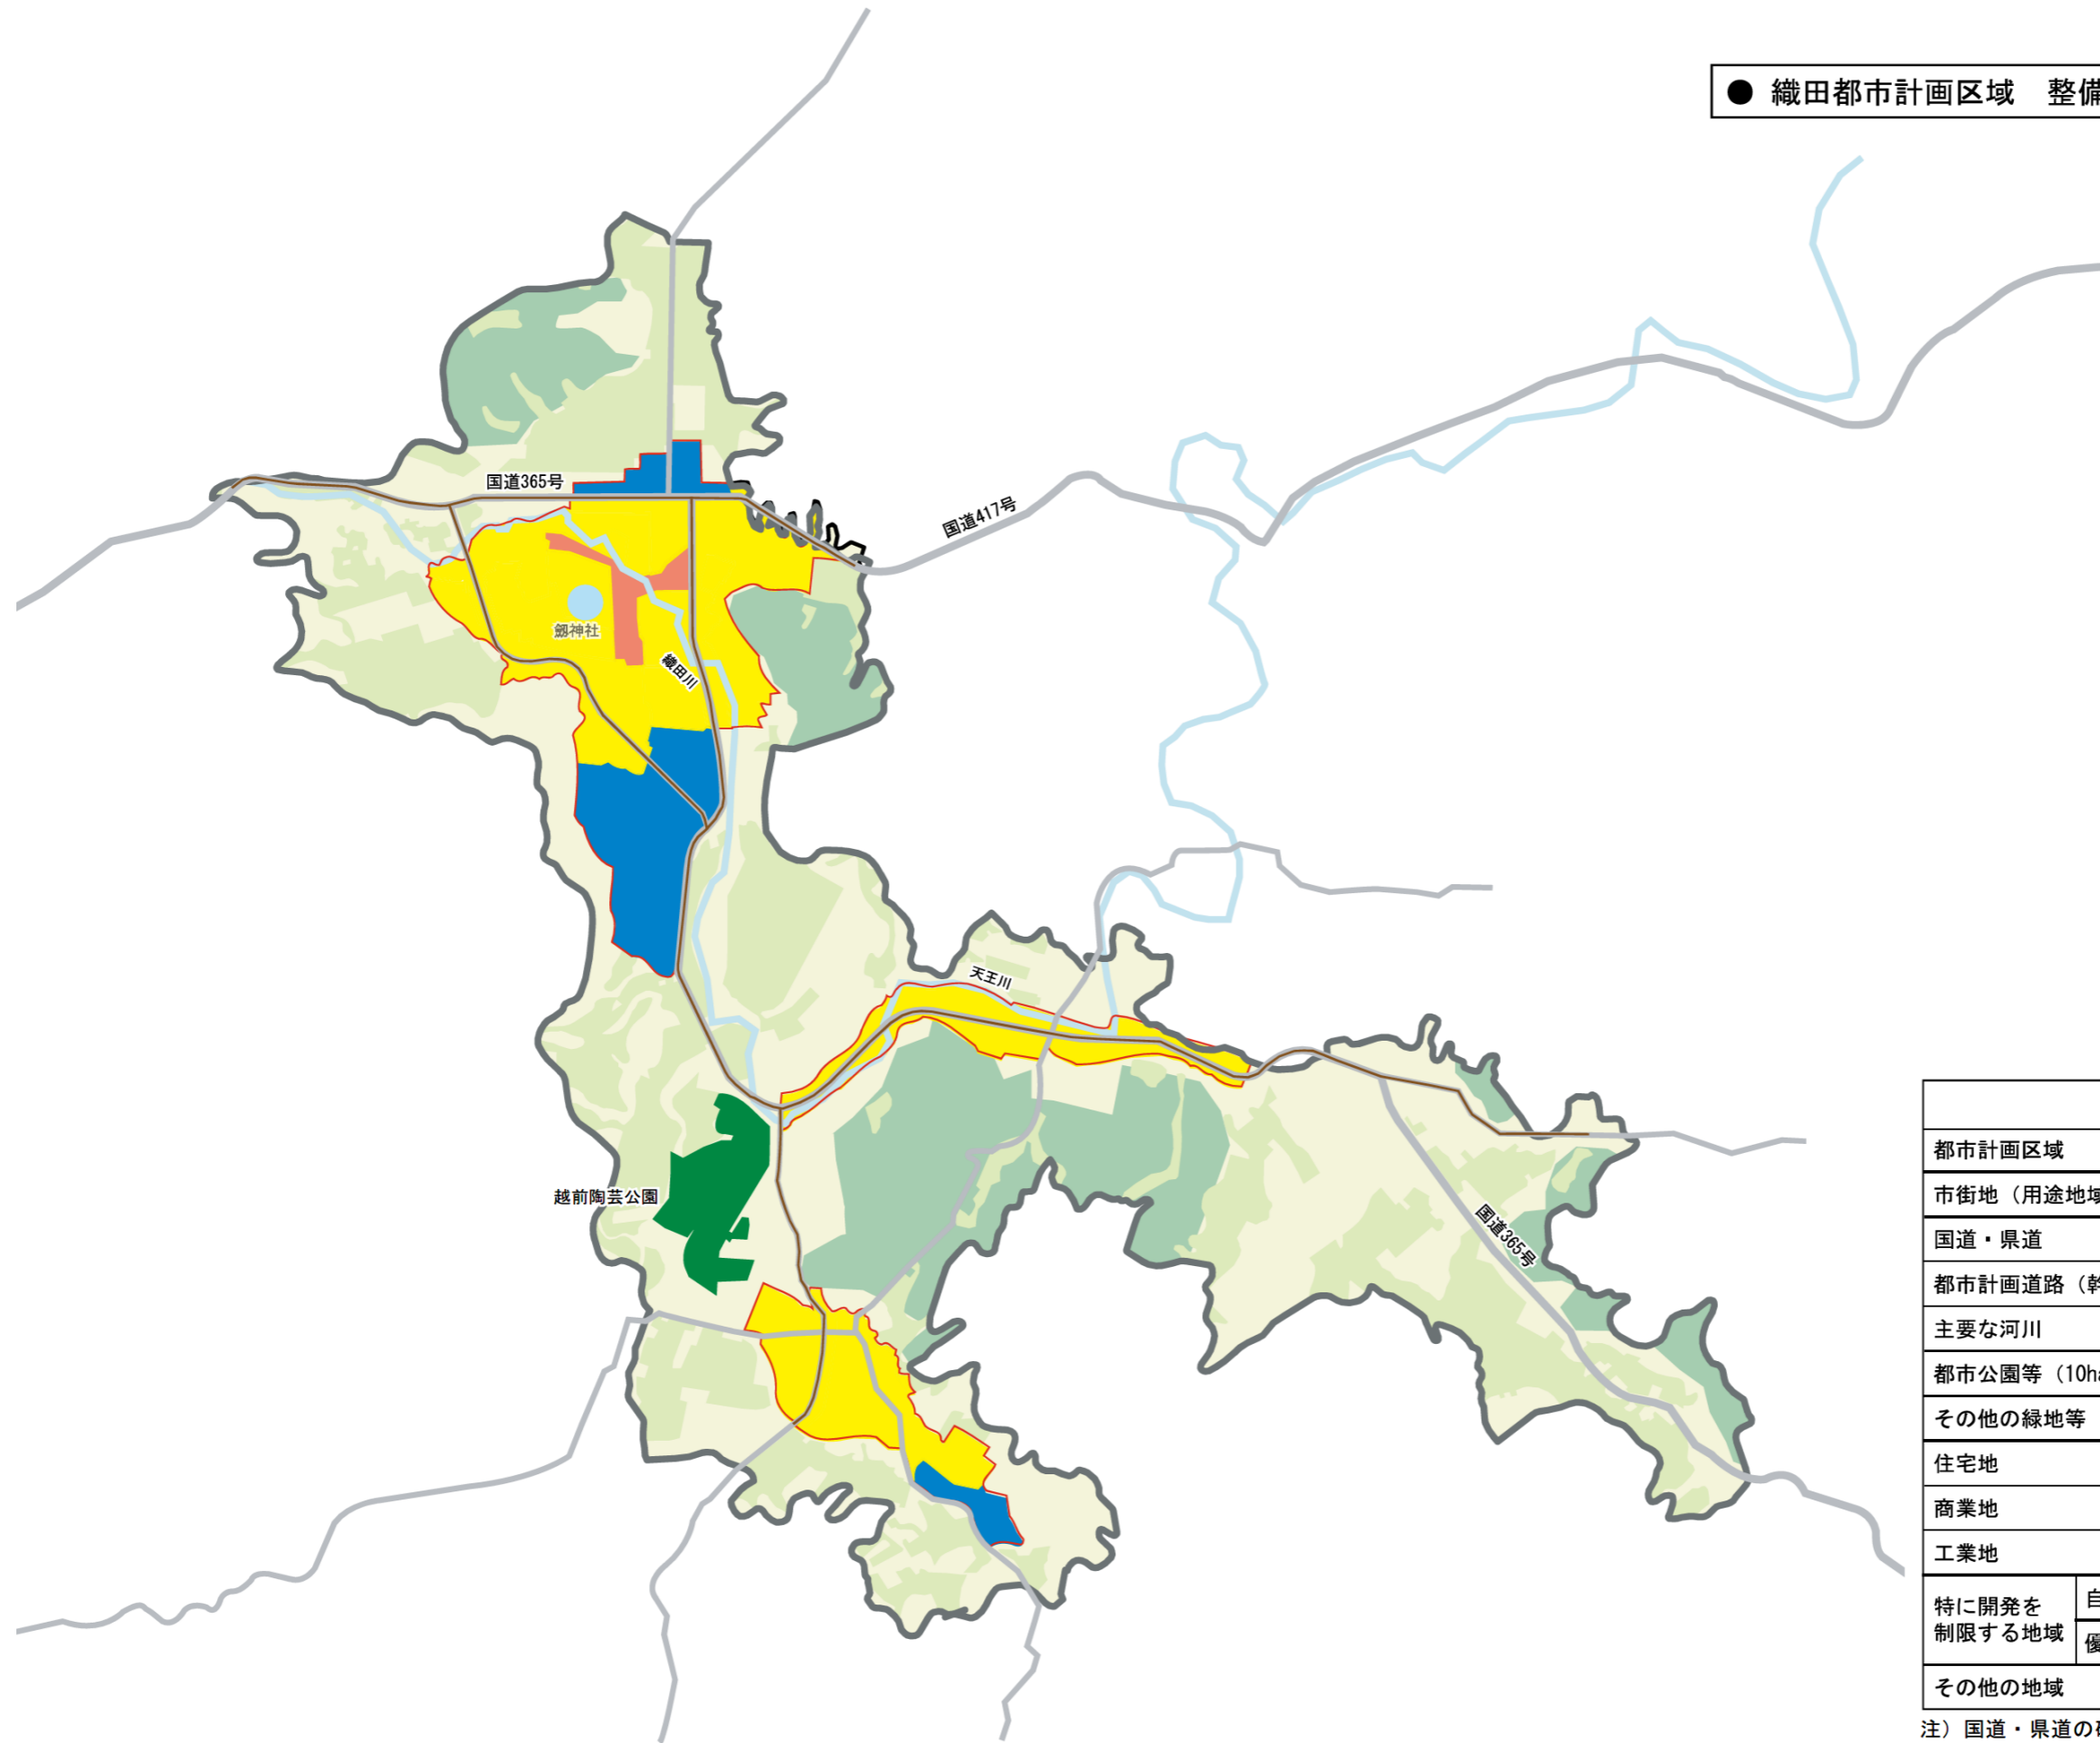 ● 織田都市計画区域　整備
国道365号
国道417号
劔神社
織田川
天王川
越前陶芸公園
国道365号
都市計画区域
市街地（用途地域
国道・県道
都市計画道路（幹
主要な河川
都市公園等（10ha
その他の緑地等
住宅地
商業地
工業地
特に開発を
制限する地域
自
優
その他の地域
注）国道・県道の